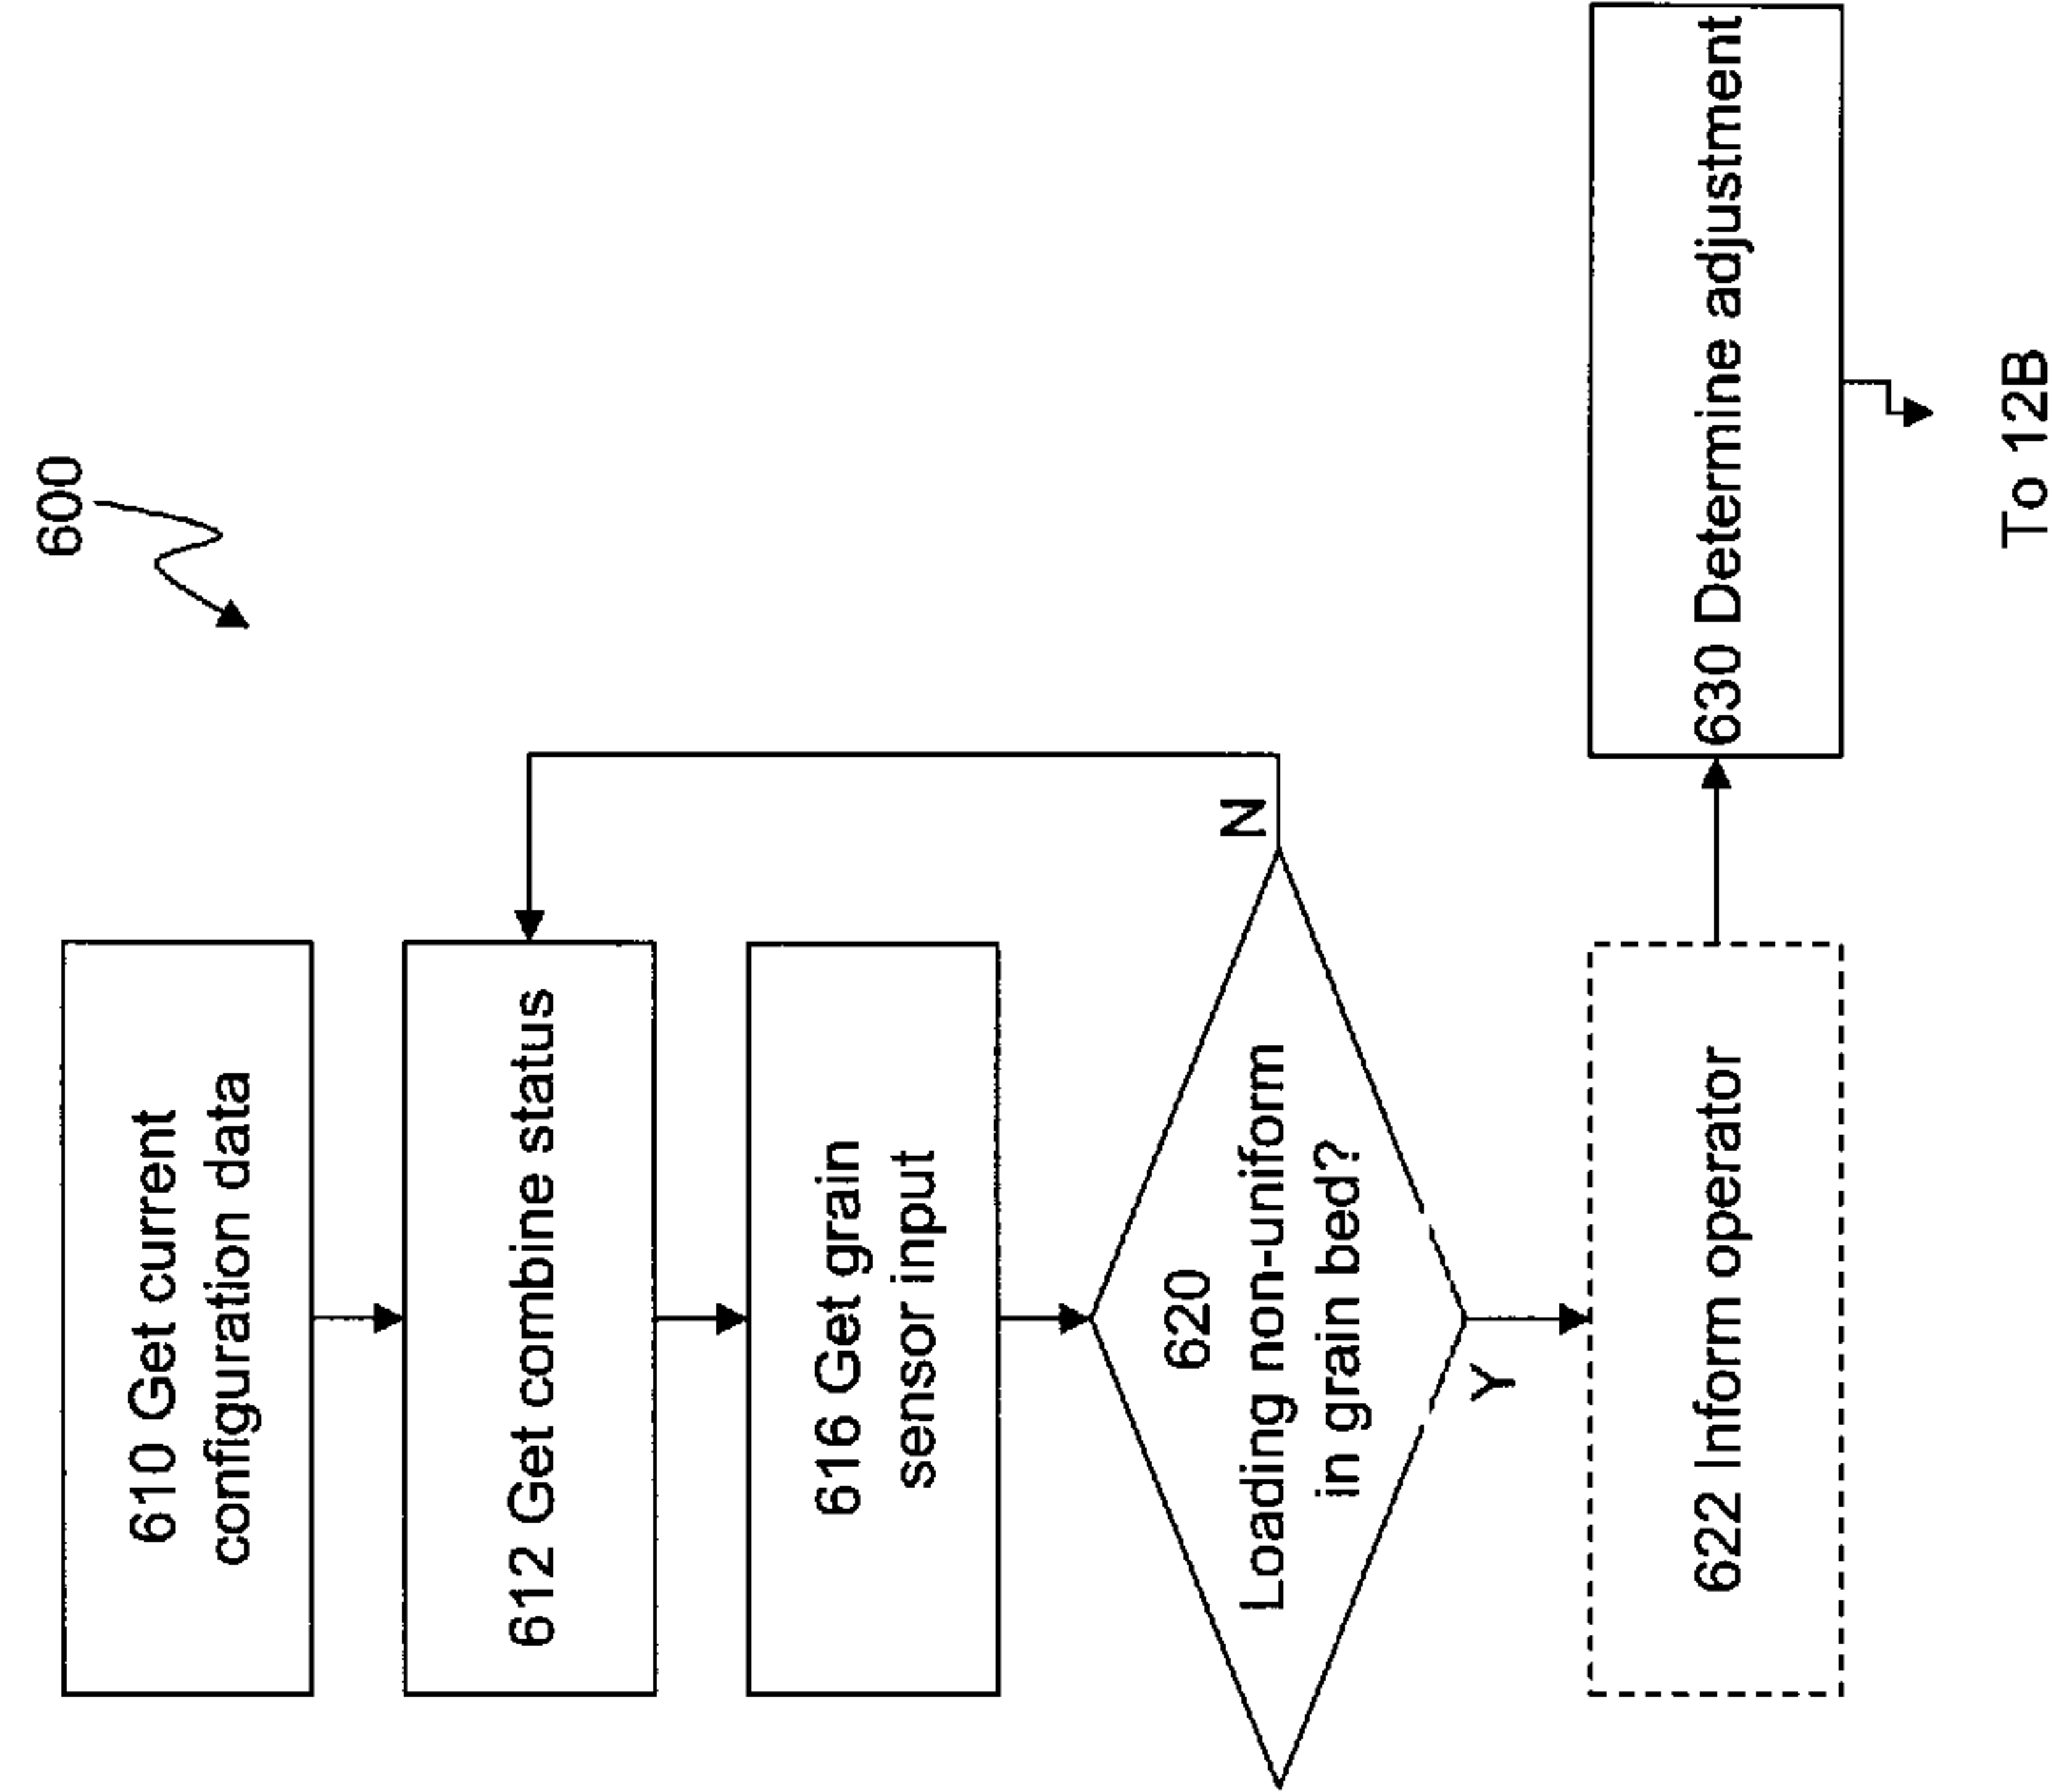 600
610 Get current
configuration data
612 Get combine status
616 Get grain
sensor input
620
Loading non-uniform
in grain bed?
N
Y
622 Inform operator
630 Determine adjustment
To 12B